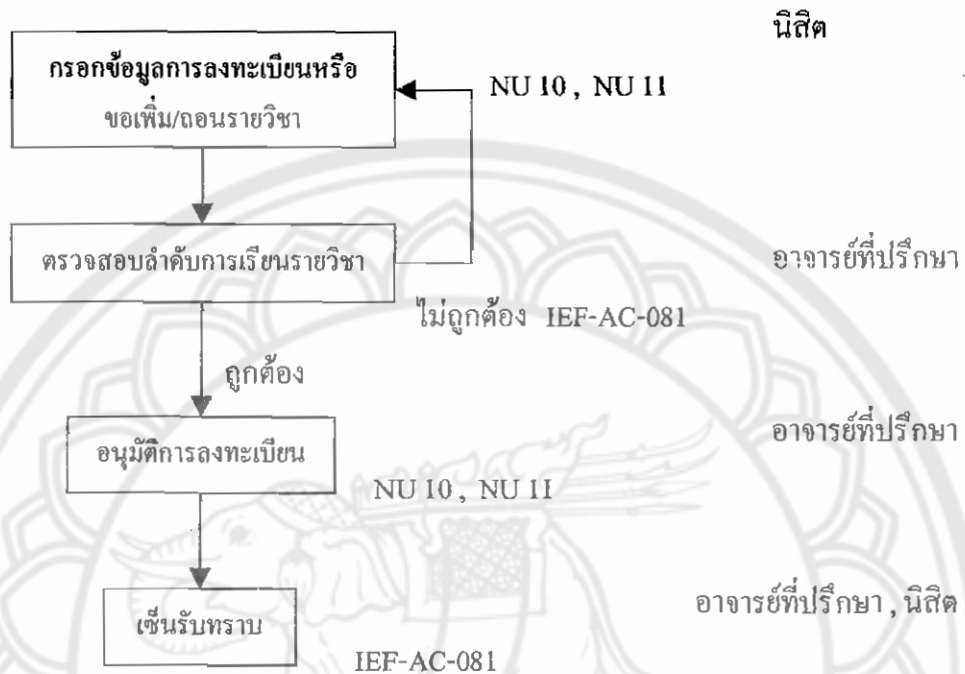 นิสิต
กรอกข้อมูลการลงทะเบียนหรือ
ขอเพิ่ม/ถอนรายวิชา
NU 10 , NU 11
ตรวจสอบลำดับการเรียนรายวิชา
อาจารย์ที่ปรึกษา
ไม่ถูกต้อง IEF-AC-081
ถูกต้อง
อนุมัติการลงทะเบียน
อาจารย์ที่ปรึกษา
NU 10 , NU 11
เซ็นรับทราบ
อาจารย์ที่ปรึกษา , นิสิต
IEF-AC-081